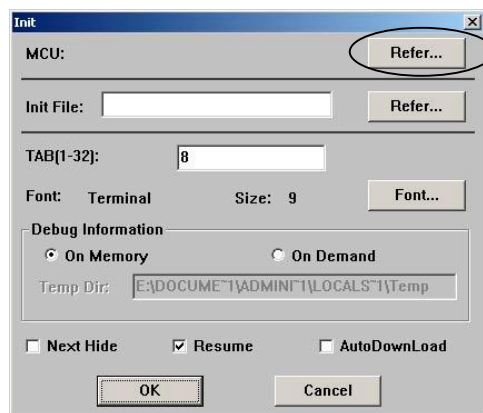 Init
MCU: Refer...
Init File: Refer...
TAB(1-32): 8
Font: Terminal Size: 9 Font...
Debug Information
On Memory On Demand
Temp Dir: E:\DOCUME~1\ADMINI~1\LOCALS~1\Temp
Next Hide Resume AutoDownLoad
OK Cancel